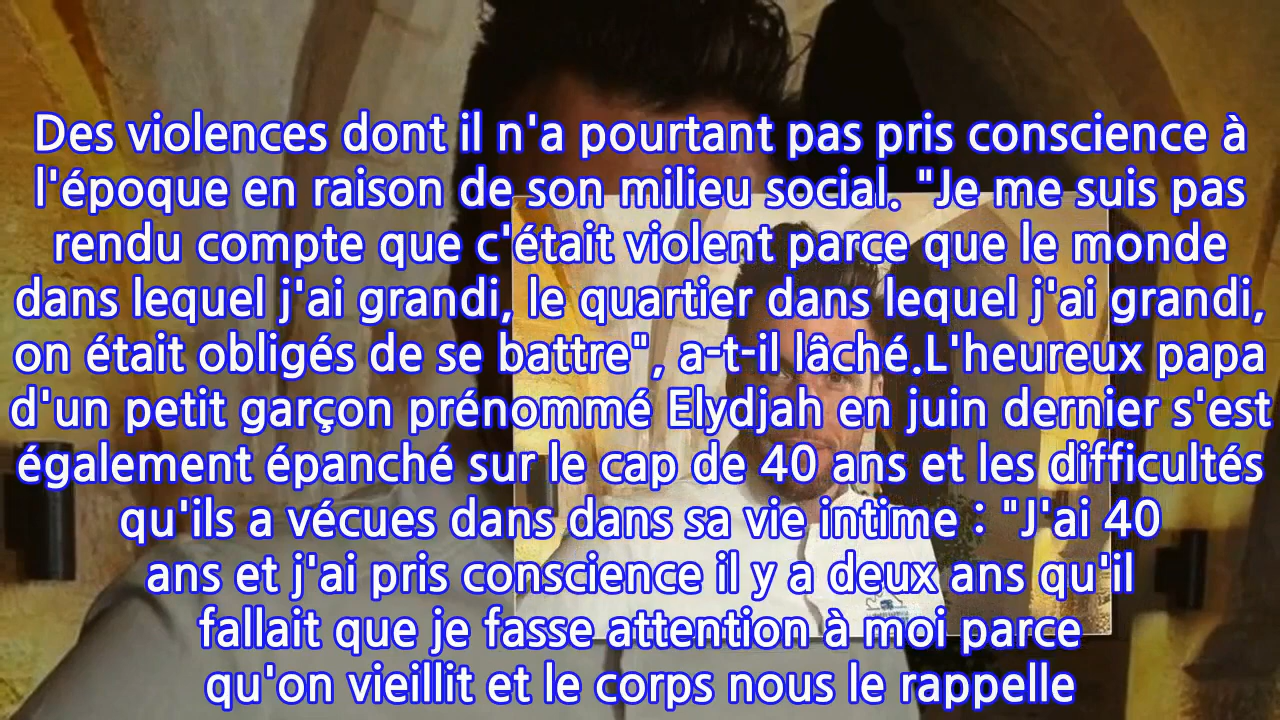 Des violences dont il n'a pourtant pas pris conscience à
l'époque en raison de son milieu social. "Je me suis pas
rendu compte que c'était violent parce que le monde
dans lequel j'ai grandi, le quartier dans lequel j'ai grandi,
on était obligés de se battre", a-t-il lâché.L'heureux papa
d'un petit garçon prénommé Elydjah en juin dernier s'est
également épanché sur le cap de 40 ans et les difficultés
qu'ils a vécues dans dans sa vie intime : "J'ai 40
ans et j'ai pris conscience il y a deux ans qu'il
fallait que je fasse attention à moi parce
qu'on vieillit et le corps nous le rappelle